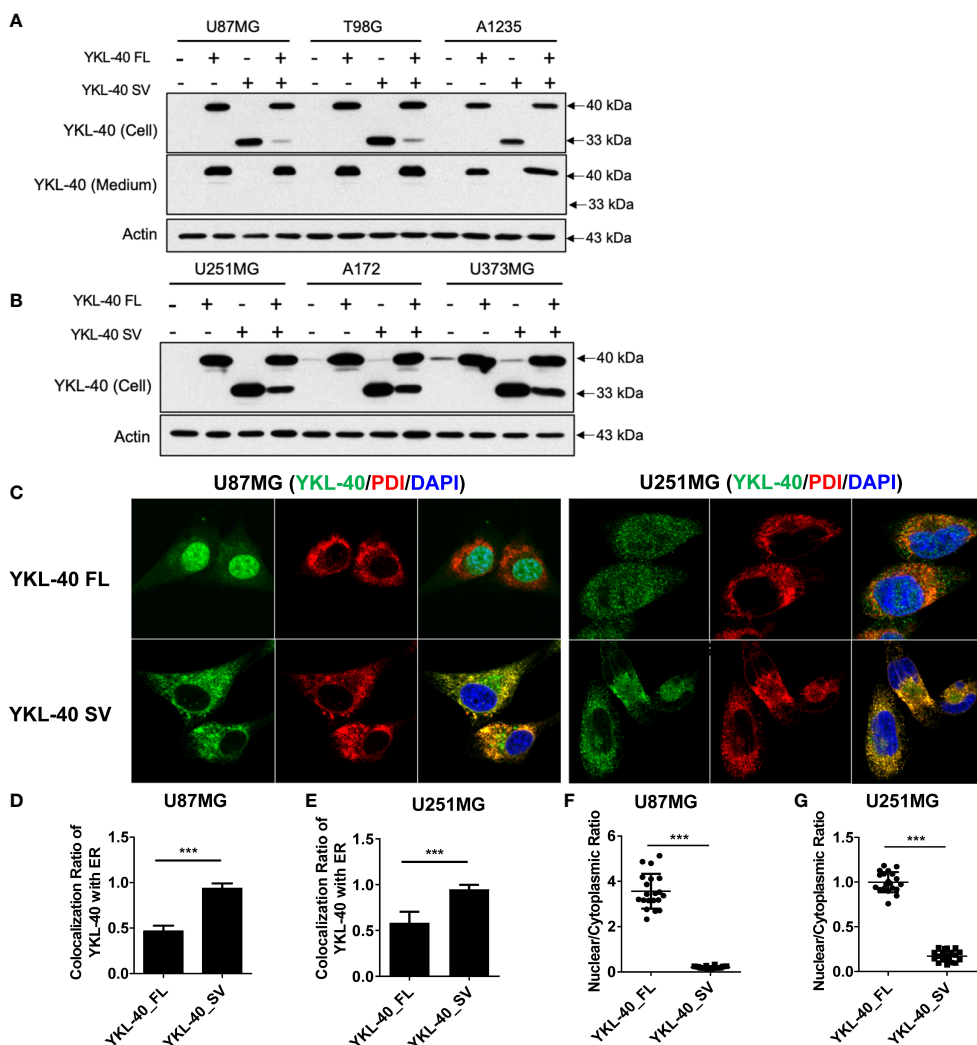 A
U87MG T98G A1235
YKL-40 FL - + - + - + - + - + - +
YKL-40 SV - - + + - - + + - - + +
YKL-40 (Cell)
40 kDa
33 kDa
YKL-40 (Medium)
40 kDa
33 kDa
Actin
43 kDa
B
U251MG A172 U373MG
YKL-40 FL - + - + - + - + - + - +
YKL-40 SV - - + + - - + + - - + +
YKL-40 (Cell)
40 kDa
33 kDa
Actin
43 kDa
C
U87MG (YKL-40/PDI/DAPI)
U251MG (YKL-40/PDI/DAPI)
YKL-40 FL
YKL-40 SV
D
U87MG
Colocalization Ratio of
YKL-40 with ER
1.5
1.0
0.5
0.0
***
YKL-40_FL
YKL-40_SV
E
U251MG
Colocalization Ratio of
YKL-40 with ER
1.5
1.0
0.5
0.0
***
YKL-40_FL
YKL-40_SV
F
U87MG
Nuclear/Cytoplasmic Ratio
6
4
2
0
***
YKL-40_FL
YKL-40_SV
G
U251MG
Nuclear/Cytoplasmic Ratio
1.5
1.0
0.5
0.0
***
YKL-40_FL
YKL-40_SV